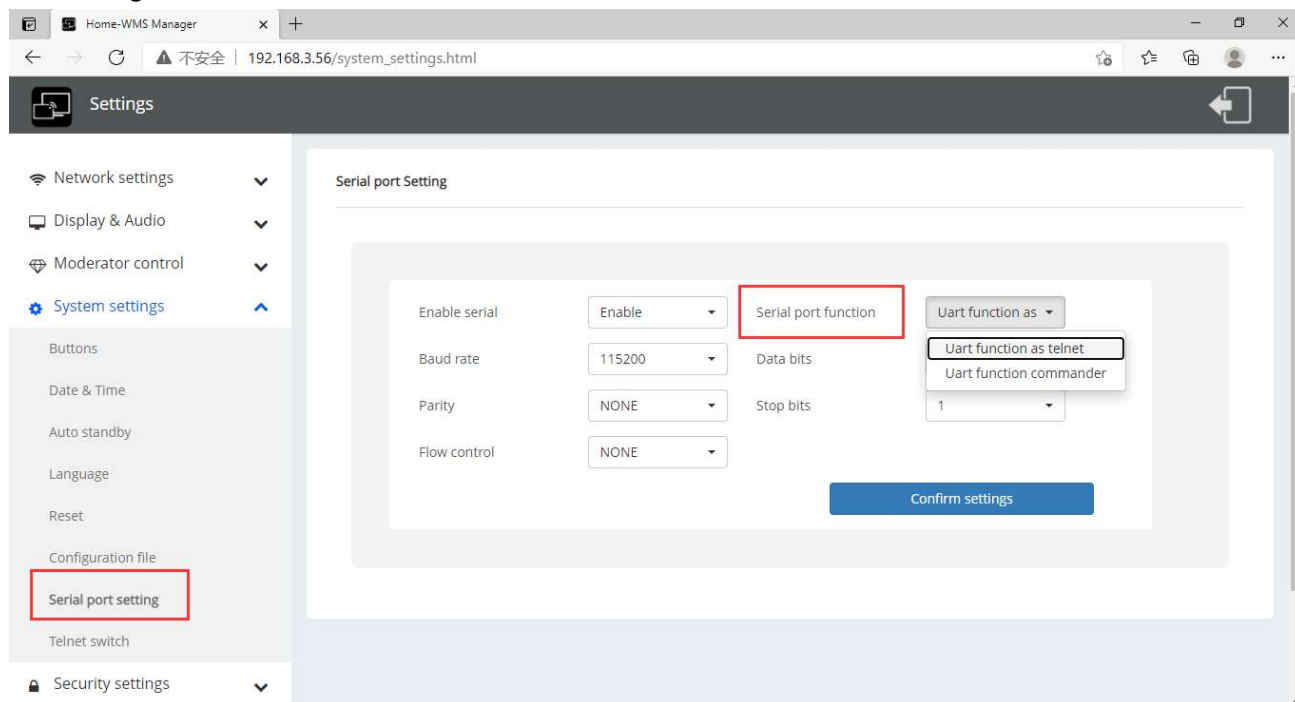 Home-WMS Manager
不安全 192.168.3.56/system_settings.html
Settings
Network settings
Display & Audio
Moderator control
System settings
Buttons
Date & Time
Auto standby
Language
Reset
Configuration file
Serial port setting
Telnet switch
Security settings
Serial port Setting
Enable serial Enable Serial port function Uart function as
Uart function as telnet
Uart function commander
Baud rate 115200 Data bits
Parity NONE Stop bits 1
Flow control NONE
Confirm settings